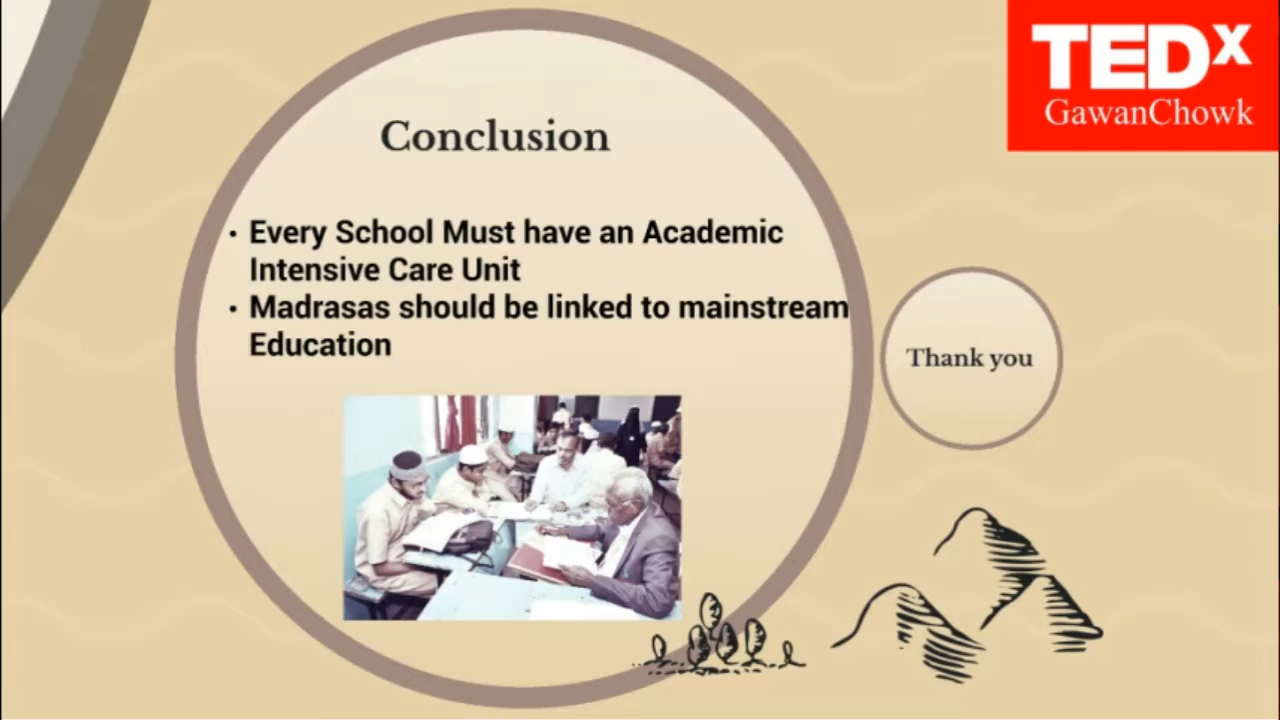 TEDx
GawanChowk
Conclusion
• Every School Must have an Academic
Intensive Care Unit
• Madrasas should be linked to mainstream
Education
Thank you